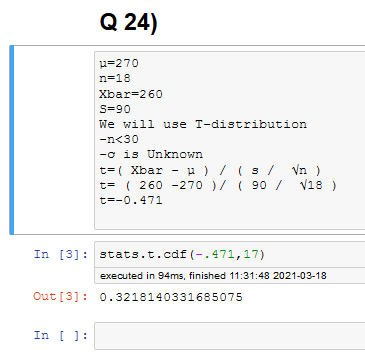 Q 24)
µ=270
n=18
Xbar=260
S=90
We will use T-distribution
-n<30
-σ is Unknown
t=( Xbar - µ ) / ( s / √n )
t= ( 260 -270 )/ ( 90 / √18 )
t=-0.471
In [3]: stats.t.cdf(-.471,17)
executed in 94ms, finished 11:31:48 2021-03-18
Out[3]: 0.3218140331685075
In [ ]: